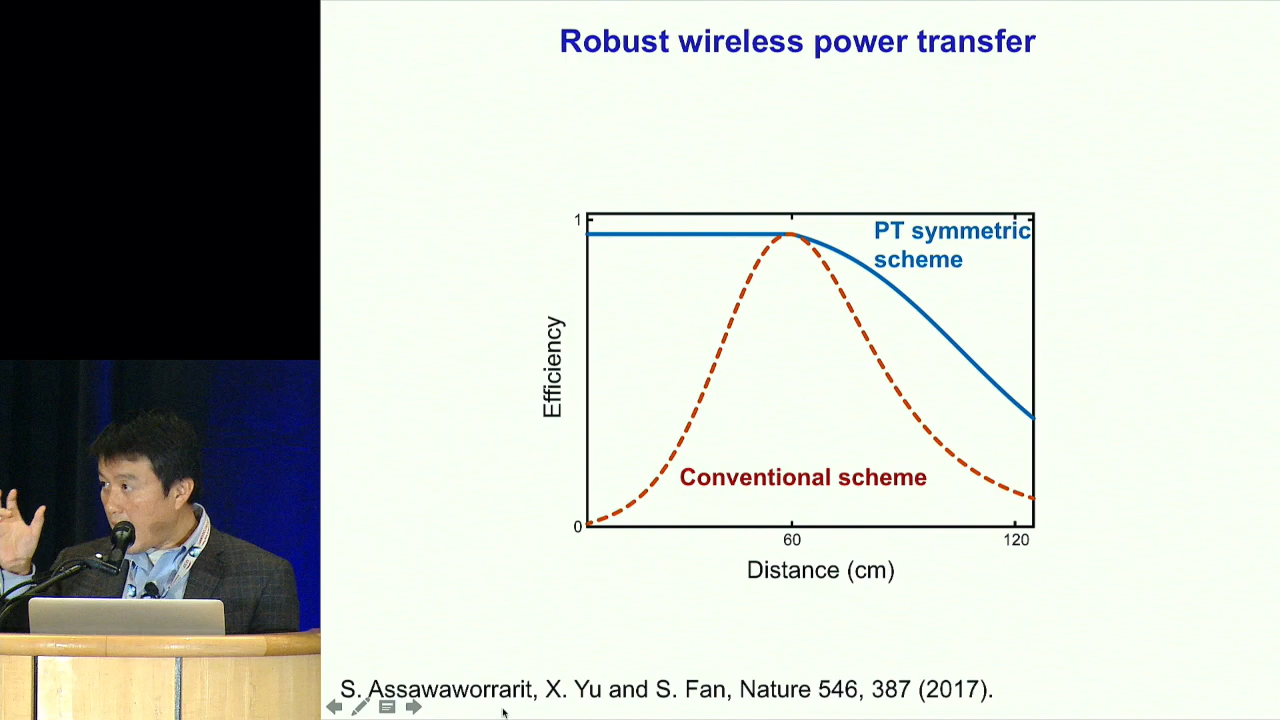 Robust wireless power transfer
1
PT symmetric
scheme
Efficiency
Conventional scheme
0
60
120
Distance (cm)
S. Assawaworrarit, X. Yu and S. Fan, Nature 546, 387 (2017).